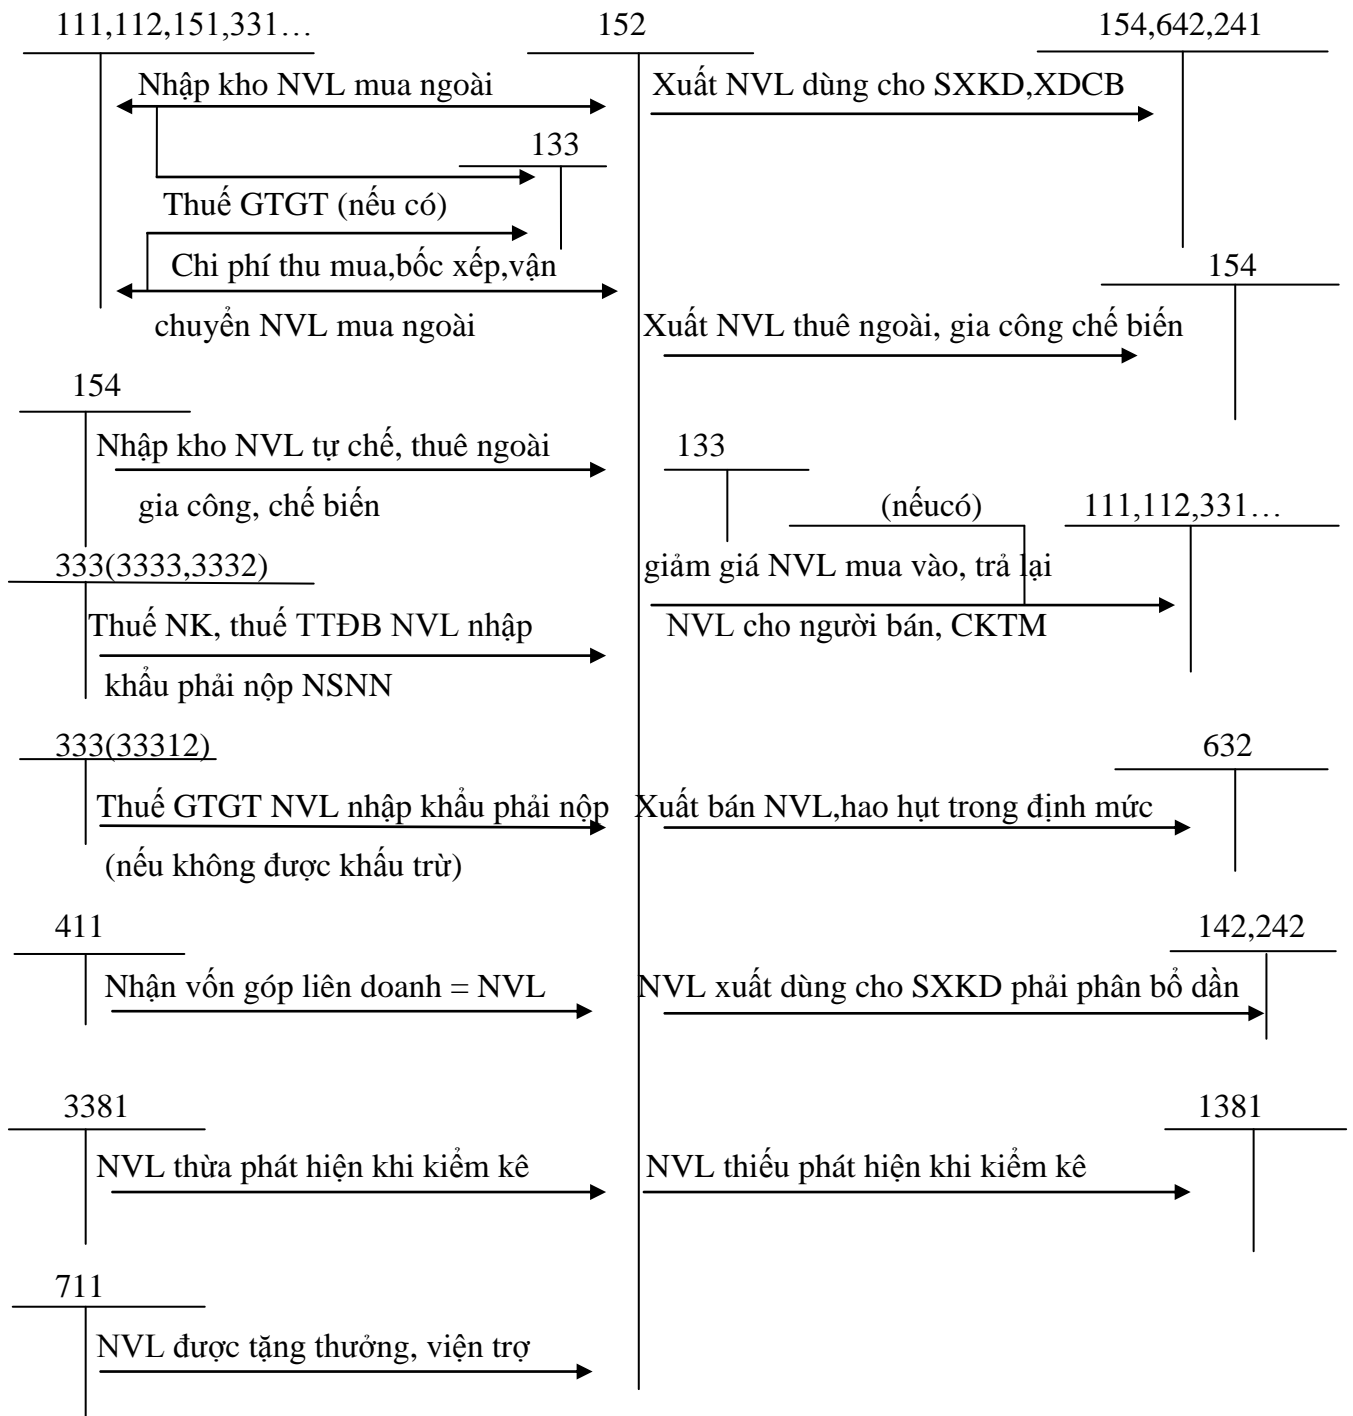 111,112,151,331…
152
154,642,241
Nhập kho NVL mua ngoài
Xuất NVL dùng cho SXKD,XDCB
133
Thuế GTGT (nếu có)
Chi phí thu mua,bốc xếp,vận
154
chuyển NVL mua ngoài
Xuất NVL thuê ngoài, gia công chế biến
154
Nhập kho NVL tự chế, thuê ngoài
133
gia công, chế biến
(nếucó)
111,112,331…
333(3333,3332)
giảm giá NVL mua vào, trả lại
Thuế NK, thuế TTĐB NVL nhập
NVL cho người bán, CKTM
khẩu phải nộp NSNN
333(33312)
632
Thuế GTGT NVL nhập khẩu phải nộp
Xuất bán NVL,hao hụt trong định mức
(nếu không được khấu trừ)
411
142,242
Nhận vốn góp liên doanh = NVL
NVL xuất dùng cho SXKD phải phân bổ dần
3381
1381
NVL thừa phát hiện khi kiểm kê
NVL thiếu phát hiện khi kiểm kê
711
NVL được tặng thưởng, viện trợ